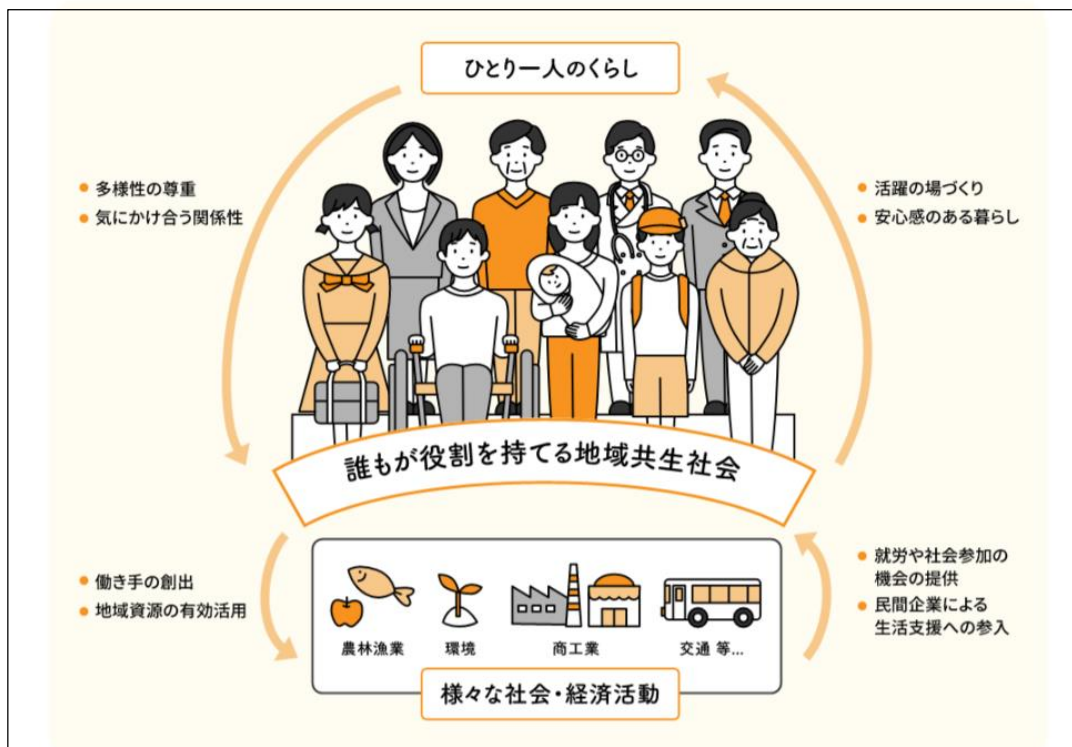 ひとり一人のくらし
● 多様性の尊重
● 気にかけ合う関係性
● 活躍の場づくり
● 安心感のある暮らし
誰もが役割を持てる地域共生社会
● 働き手の創出
● 地域資源の有効活用
● 就労や社会参加の
機会の提供
● 民間企業による
生活支援への参入
農林漁業 環境 商工業 交通 等...
様々な社会・経済活動